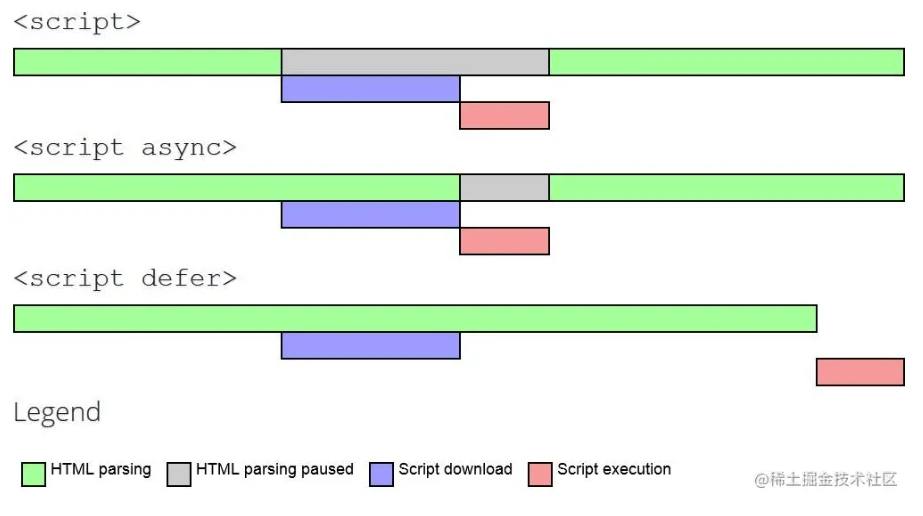 <script>
<script async>
<script defer>
Legend
HTML parsing HTML parsing paused Script download Script execution
@稀土掘金技术社区